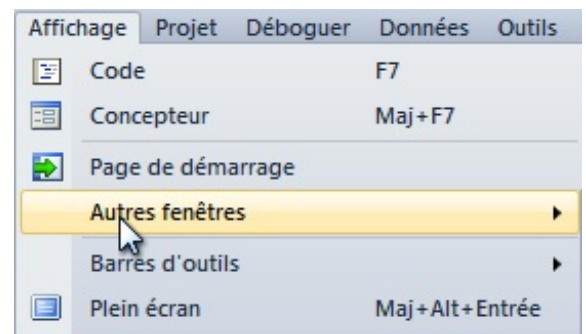 Affichage Projet Déboguer Données Outils
Code F7
Concepteur Maj+F7
Page de démarrage
Autres fenêtres
Barres d'outils
Plein écran Maj+Alt+Entrée